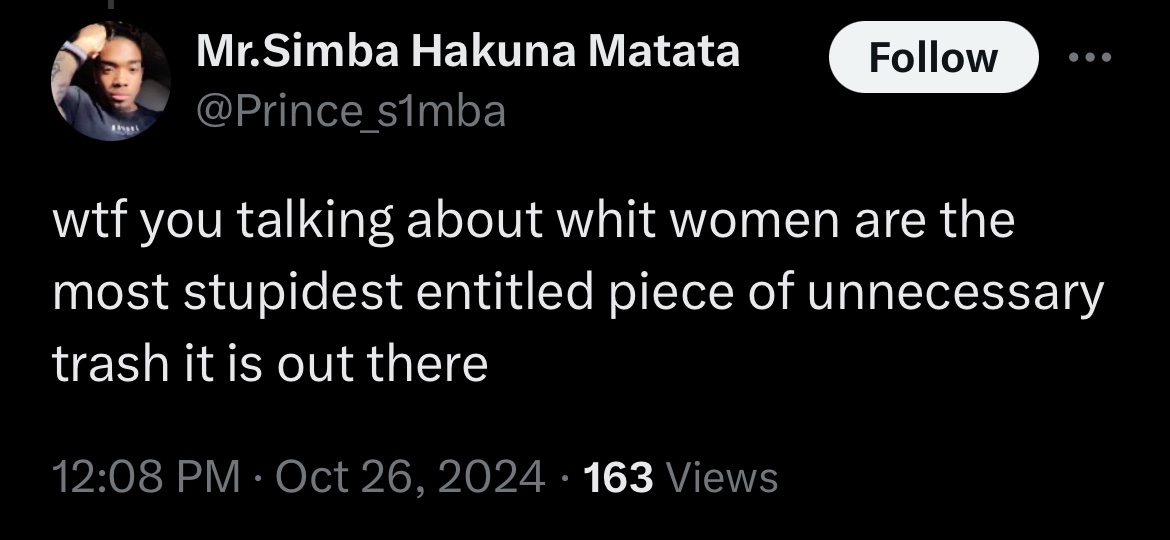 Mr.Simba Hakuna Matata
Follow
@Prince_s1mba
wtf you talking about whit women are the
most stupidest entitled piece of unnecessary
trash it is out there
12:08 PM · Oct 26, 2024 · 163 Views